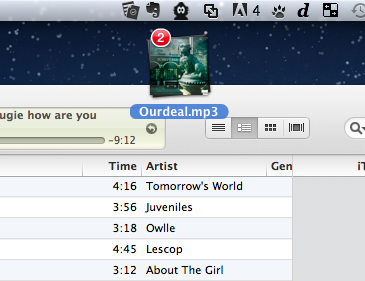 4
2
Ourdeal.mp3
ugie how are you
-9:12
Time Artist Gen iT
4:16 Tomorrow's World
3:56 Juveniles
3:18 Owlle
4:45 Lescop
3:12 About The Girl